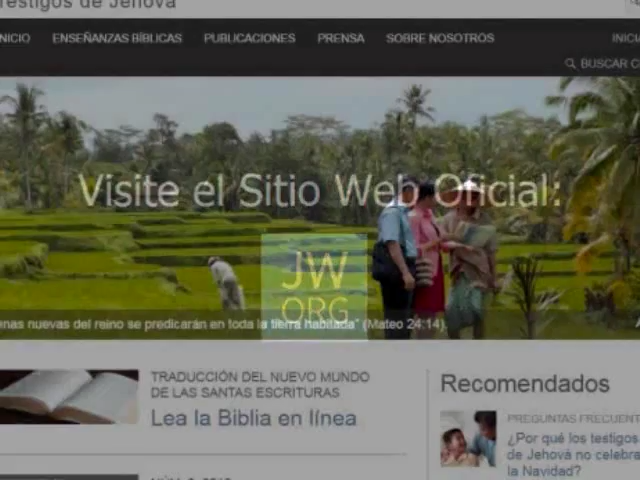 Testigos de Jehová
INICIO ENSEÑANZAS BÍBLICAS PUBLICACIONES PRENSA SOBRE NOSOTROS
BUSCAR
Visite el Sitio Web Oficial:
JW
ORG
nuevas del reino se predicarán en toda la tierra habitada” (Mateo 24:14).
TRADUCCIÓN DEL NUEVO MUNDO
DE LAS SANTAS ESCRITURAS
Lea la Biblia en línea
Recomendados
PREGUNTAS
¿Por qué los testigos
de Jehová no
la Navidad?